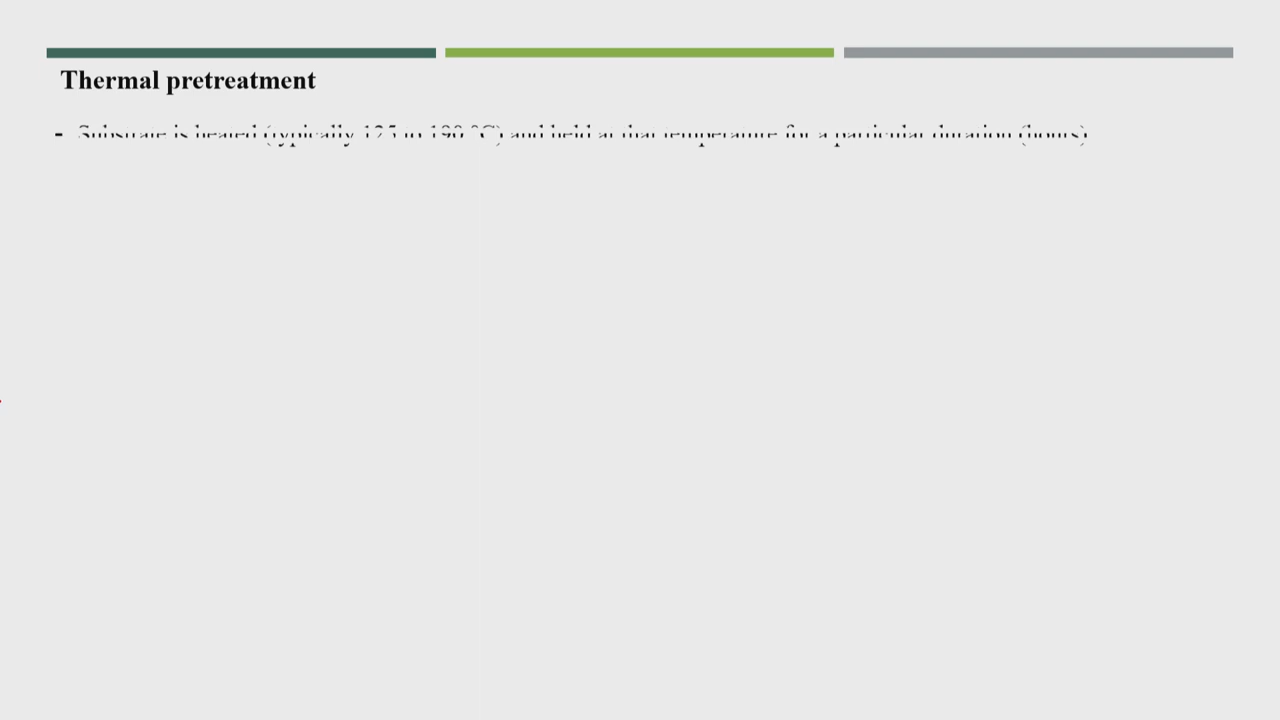 Thermal pretreatment
- Substrate is heated (typically 125 to 190 °C) and held at that temperature for a particular duration (hours)